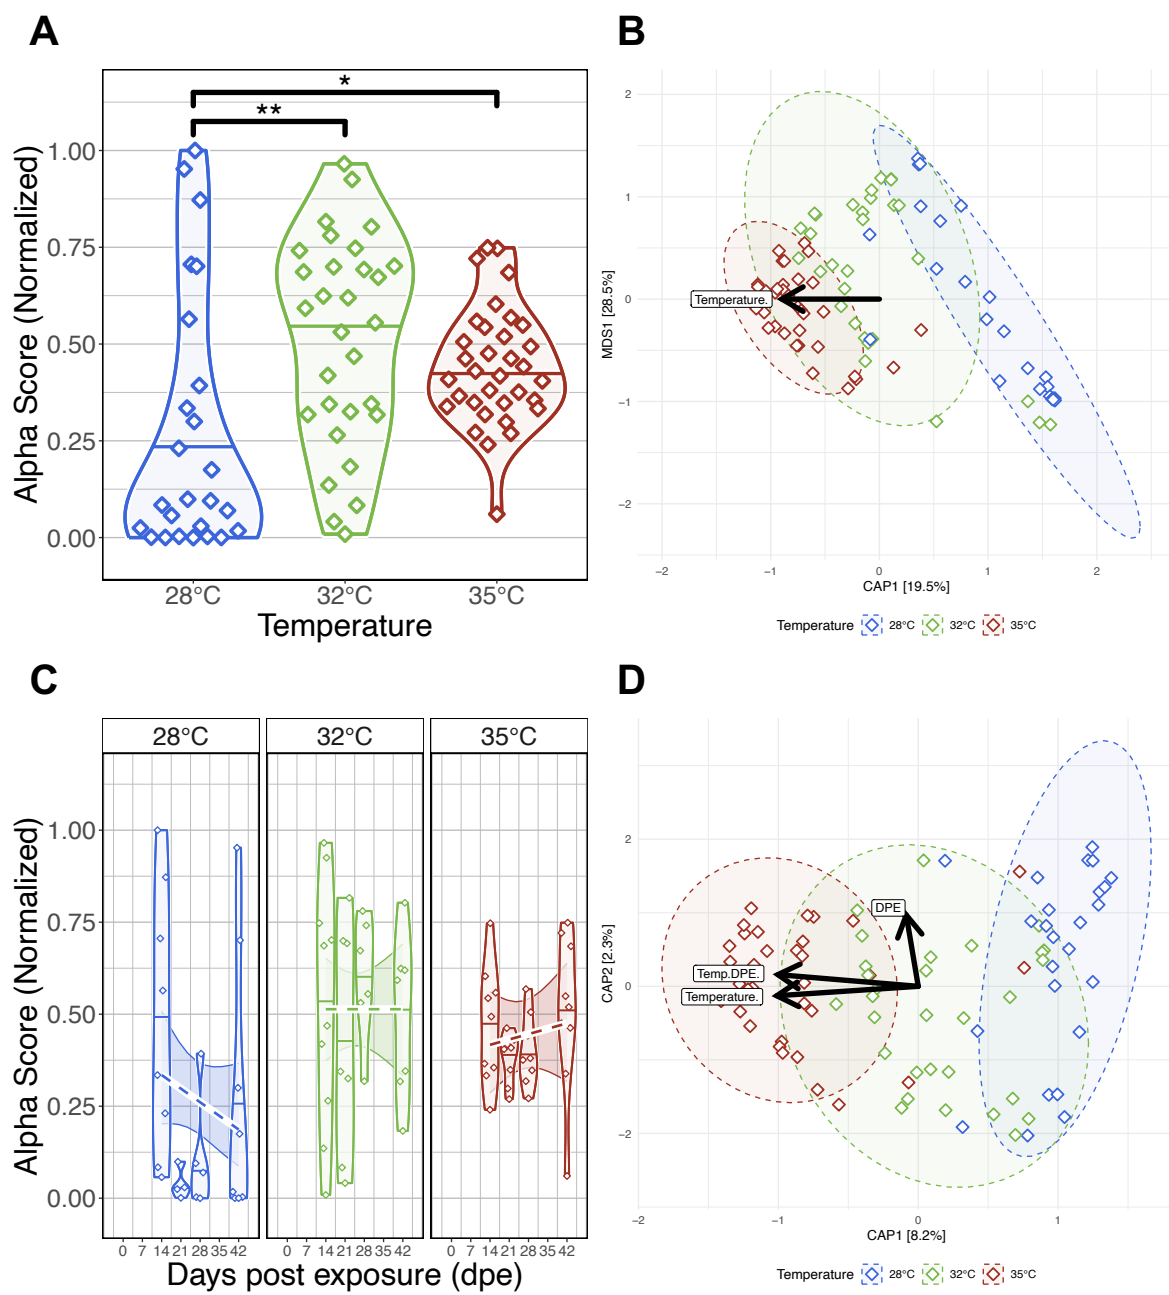 A
*
**
1.00
0.75
0.50
0.25
0.00
Alpha Score (Normalized)
28°C 32°C 35°C
Temperature
B
2
1
0
−1
−2
MDS1 [28.5%]
Temperature.
−2 −1 0 1 2
CAP1 [19.5%]
Temperature 28°C 32°C 35°C
C
28°C 32°C 35°C
1.00
0.75
0.50
0.25
0.00
Alpha Score (Normalized)
0 7 14 21 28 35 42 0 7 14 21 28 35 42 0 7 14 21 28 35 42
Days post exposure (dpe)
D
2
0
−2
CAP2 [2.3%]
DPE
Temp.DPE.
Temperature.
−2 −1 0 1
CAP1 [8.2%]
Temperature 28°C 32°C 35°C